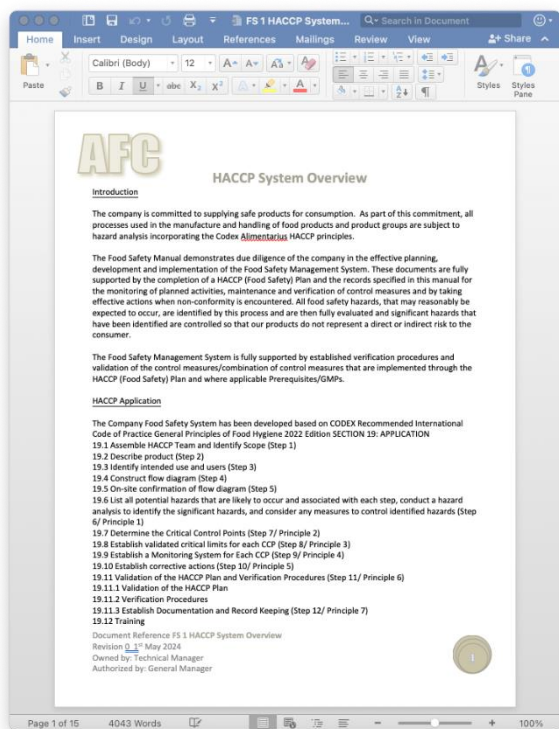 FS 1 HACCP System...
Search in Document
Home Insert Design Layout References Mailings Review View Share
Paste
Calibri (Body) 12
B I U abc X₂ X²
Styles
Styles Pane
AFC
HACCP System Overview
Introduction
The company is committed to supplying safe products for consumption. As part of this commitment, all
processes used in the manufacture and handling of food products and product groups are subject to
hazard analysis incorporating the Codex Alimentarius HACCP principles.
The Food Safety Manual demonstrates due diligence of the company in the effective planning,
development and implementation of the Food Safety Management System. These documents are fully
supported by the completion of a HACCP (Food Safety) Plan and the records specified in this manual for
the monitoring of planned activities, maintenance and verification of control measures and by taking
effective actions when non-conformity is encountered. All food safety hazards, that may reasonably be
expected to occur, are identified by this process and are then fully evaluated and significant hazards that
have been identified are controlled so that our products do not represent a direct or indirect risk to the
consumer.
The Food Safety Management System is fully supported by established verification procedures and
validation of the control measures/combination of control measures that are implemented through the
HACCP (Food Safety) Plan and where applicable Prerequisites/GMPs.
HACCP Application
The Company Food Safety System has been developed based on CODEX Recommended International
Code of Practice General Principles of Food Hygiene 2022 Edition SECTION 19: APPLICATION
19.1 Assemble HACCP Team and Identify Scope (Step 1)
19.2 Describe product (Step 2)
19.3 Identify intended use and users (Step 3)
19.4 Construct flow diagram (Step 4)
19.5 On-site confirmation of flow diagram (Step 5)
19.6 List all potential hazards that are likely to occur and associated with each step, conduct a hazard
analysis to identify the significant hazards, and consider any measures to control identified hazards (Step
6/ Principle 1)
19.7 Determine the Critical Control Points (Step 7/ Principle 2)
19.8 Establish validated critical limits for each CCP (Step 8/ Principle 3)
19.9 Establish a Monitoring System for Each CCP (Step 9/ Principle 4)
19.10 Establish corrective actions (Step 10/ Principle 5)
19.11 Validation of the HACCP Plan and Verification Procedures (Step 11/ Principle 6)
19.11.1 Validation of the HACCP Plan
19.11.2 Verification Procedures
19.11.3 Establish Documentation and Record Keeping (Step 12/ Principle 7)
19.12 Training
Document Reference FS 1 HACCP System Overview
Revision 0 1st May 2024
Owned by: Technical Manager
Authorized by: General Manager
1
Page 1 of 15 4043 Words 100%